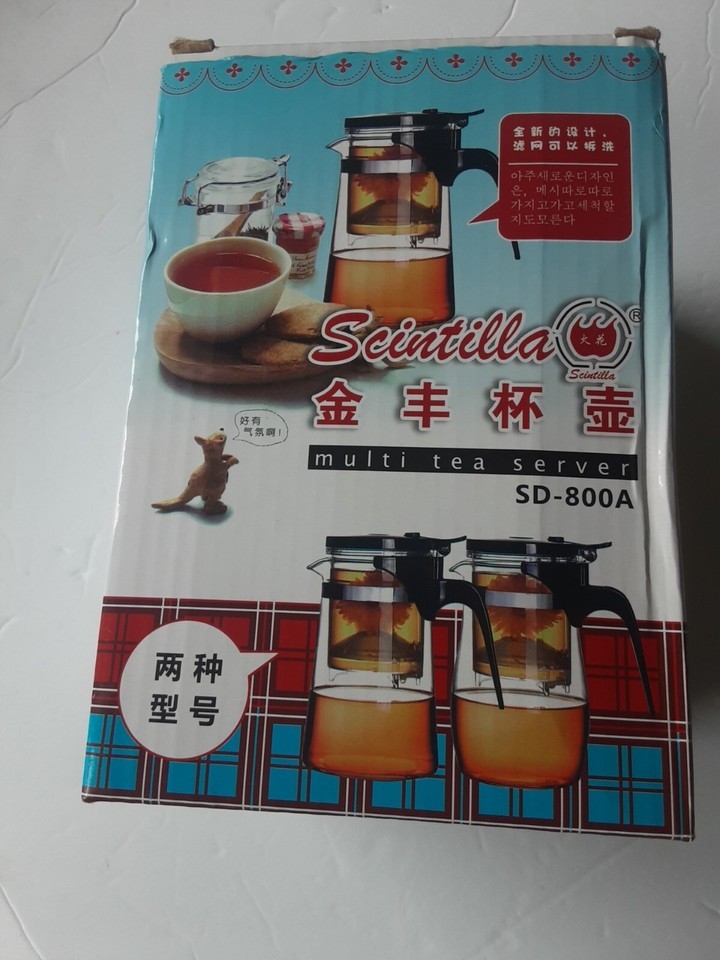 全新的设计、
滤网可以拆洗
아주새로운디자인
은, 메시따로따로
가지고가고세척할
지도모른다
Scintilla
®
火花
Scintilla
金丰杯壶
好有
气氛啊!
multi tea server
SD-800A
两种
型号